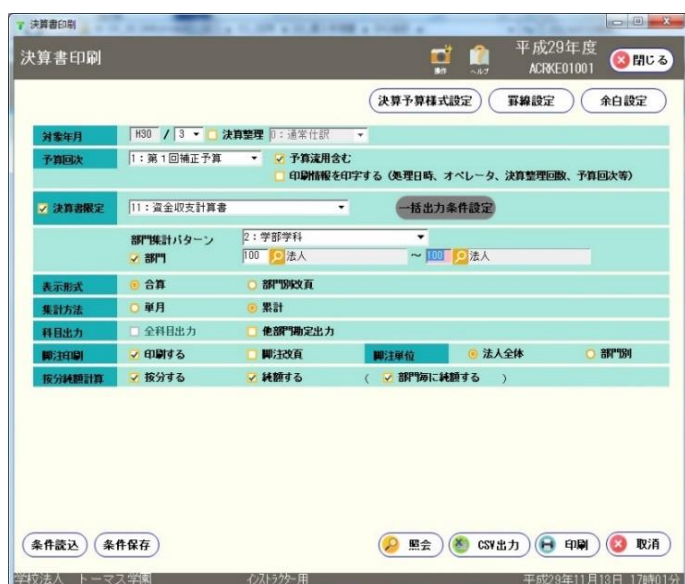 決算書印刷
決算書印刷 操作 ヘルプ 平成29年度 ACRKE01001 閉じる
決算予算様式設定 罫線設定 余白設定
対象年月 H30 / 3 決算整理 0:通常仕訳
予算回次 1:第1回補正予算 予算流用含む
印刷情報を印字する(処理日時、オペレータ、決算整理回数、予算回次等)
決算書限定 11:資金収支計算書 一括出力条件設定
部門集計パターン 2:学部学科
部門 100 法人 ~ 100 法人
表示形式 合算 部門別改頁
集計方法 単月 累計
科目出力 全科目出力 他部門勘定出力
脚注印刷 印刷する 脚注改頁 脚注単位 法人全体 部門別
按分純額計算 按分する 純額する ( 部門毎に純額する )
条件読込 条件保存 照会 CSV出力 印刷 取消
学校法人 トーマス学園 インストラクター用 平成29年11月13日 17時01分